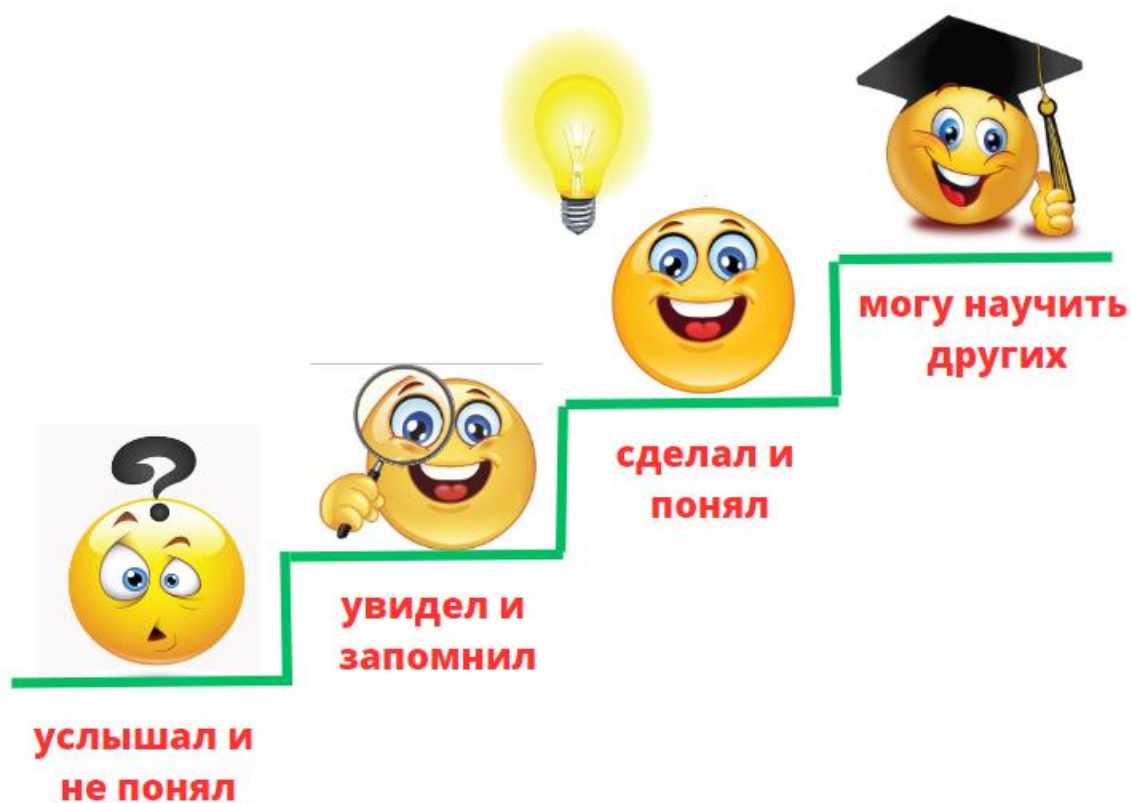 услышал и
не понял
увидел и
запомнил
сделал и
понял
могу научить
других